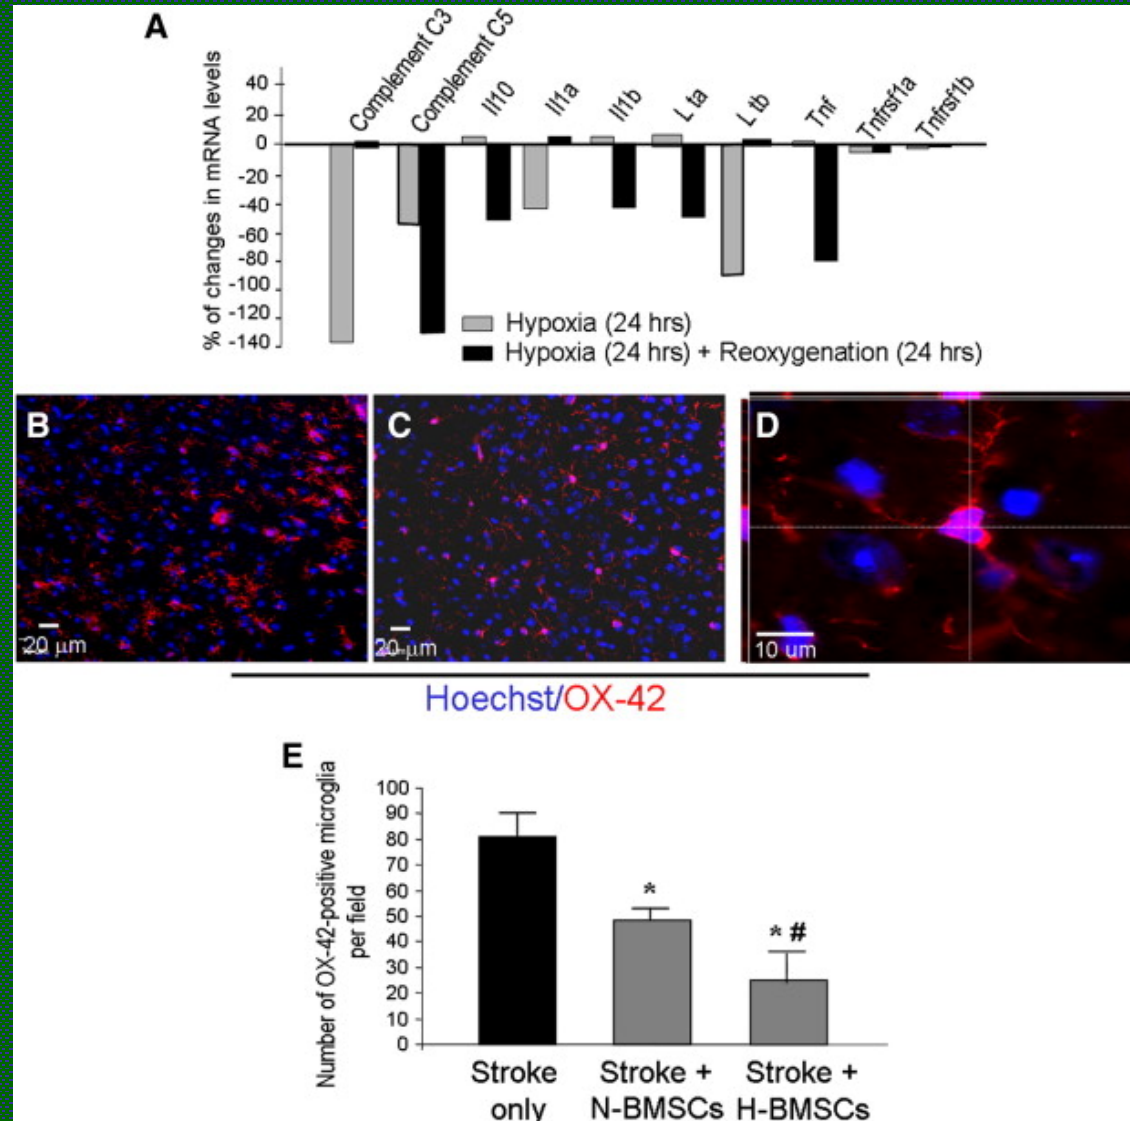 A
% of changes in mRNA levels
40
20
0
-20
-40
-60
-80
-100
-120
-140
Complement C3
Complement C5
Il10
Il1a
Il1b
Lta
Ltb
Tnf
Tnfrsf1a
Tnfrsf1b
Hypoxia (24 hrs)
Hypoxia (24 hrs) + Reoxygenation (24 hrs)
B
20 μm
C
20 μm
D
10 um
Hoechst/OX-42
E
Number of OX-42-positive microglia
per field
100
90
80
70
60
50
40
30
20
10
0
*
* #
Stroke
only
Stroke +
N-BMSCs
Stroke +
H-BMSCs